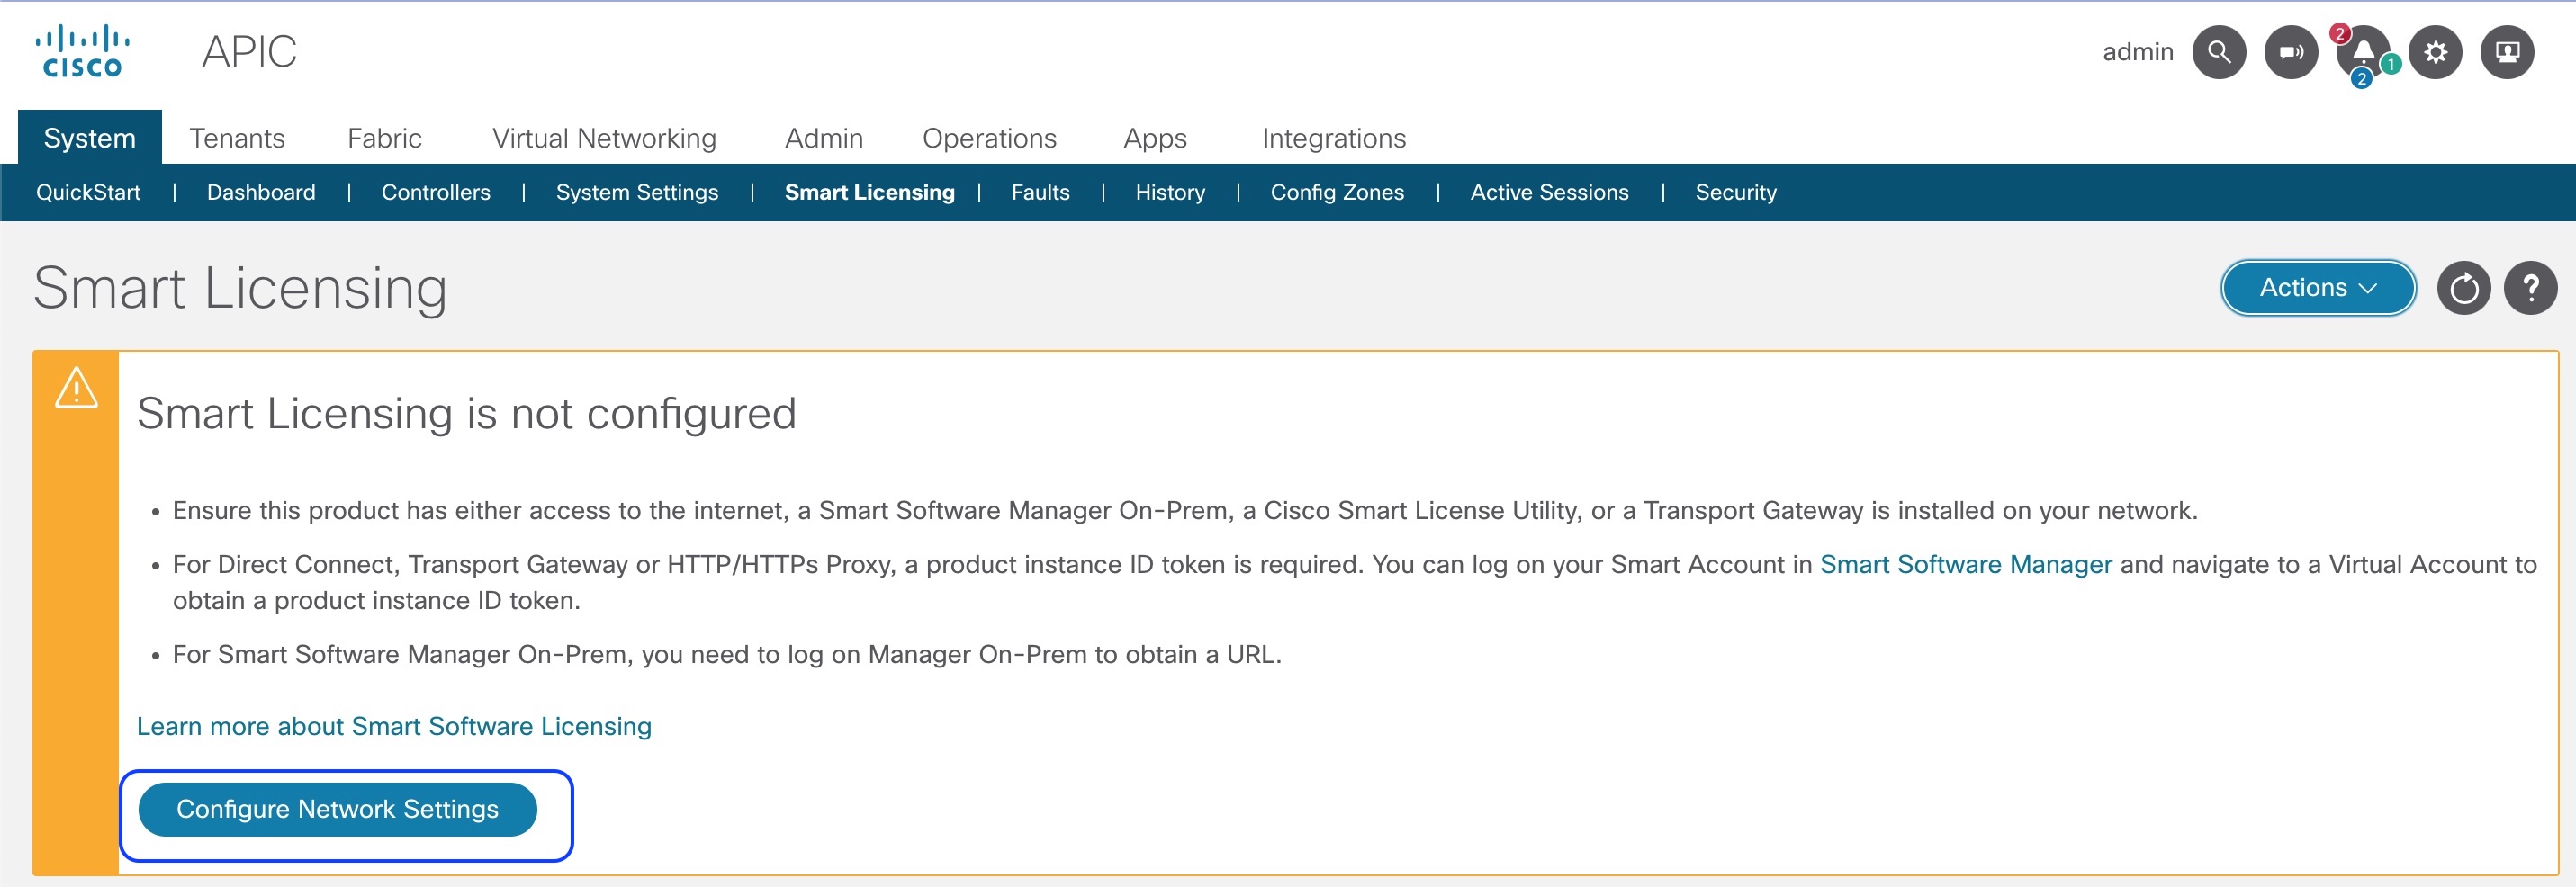 CISCO
APIC
admin
2
1
2
System Tenants Fabric Virtual Networking Admin Operations Apps Integrations
QuickStart | Dashboard | Controllers | System Settings | Smart Licensing | Faults | History | Config Zones | Active Sessions | Security
Smart Licensing
Actions
?
Smart Licensing is not configured
• Ensure this product has either access to the internet, a Smart Software Manager On-Prem, a Cisco Smart License Utility, or a Transport Gateway is installed on your network.
• For Direct Connect, Transport Gateway or HTTP/HTTPs Proxy, a product instance ID token is required. You can log on your Smart Account in Smart Software Manager and navigate to a Virtual Account to
obtain a product instance ID token.
• For Smart Software Manager On-Prem, you need to log on Manager On-Prem to obtain a URL.
Learn more about Smart Software Licensing
Configure Network Settings